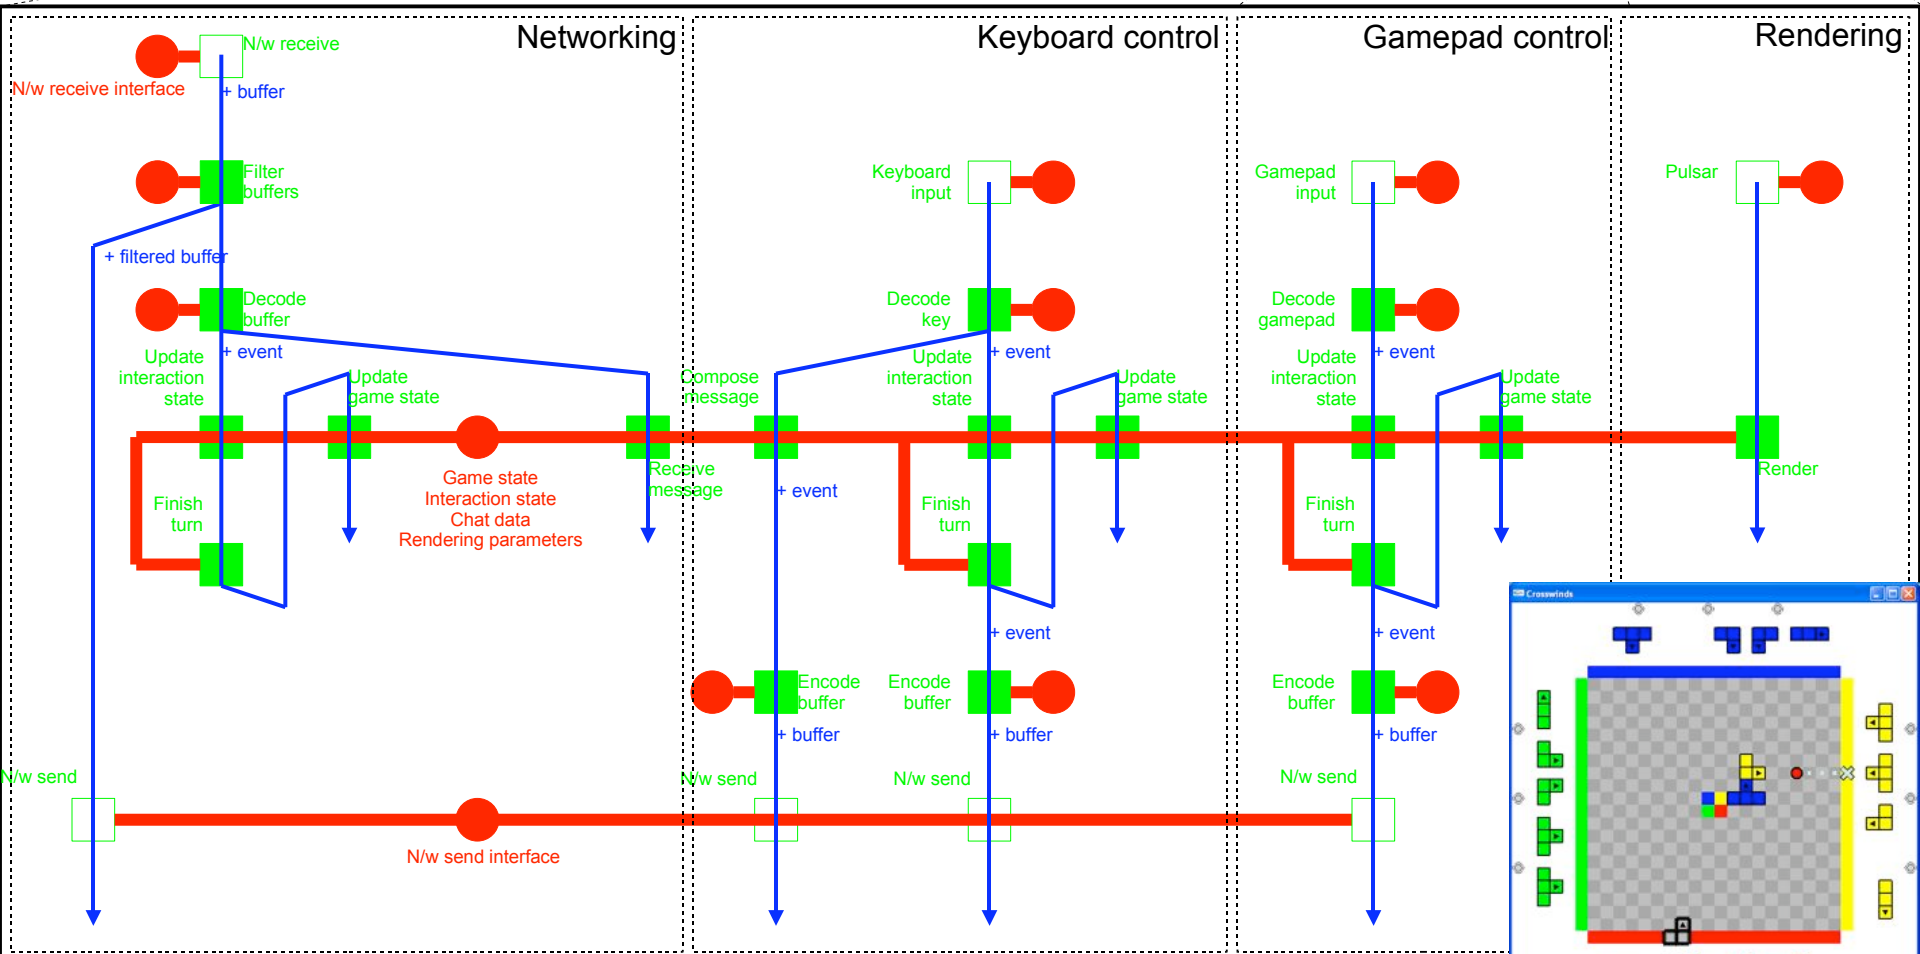 Networking
Keyboard control
Gamepad control
Rendering
N/w receive
N/w receive interface
+ buffer
Filter
buffers
+ filtered buffer
Decode
buffer
+ event
Update
interaction
state
Update
game state
Finish
turn
Game state
Interaction state
Chat data
Rendering parameters
Receive
message
N/w send
N/w send interface
Keyboard
input
Decode
key
+ event
Compose
message
Update
interaction
state
Update
game state
+ event
Finish
turn
+ event
Encode
buffer
Encode
buffer
+ buffer
+ buffer
N/w send
N/w send
Gamepad
input
Decode
gamepad
+ event
Update
interaction
state
Update
game state
Finish
turn
+ event
Encode
buffer
+ buffer
N/w send
Pulsar
Render
Crosswinds